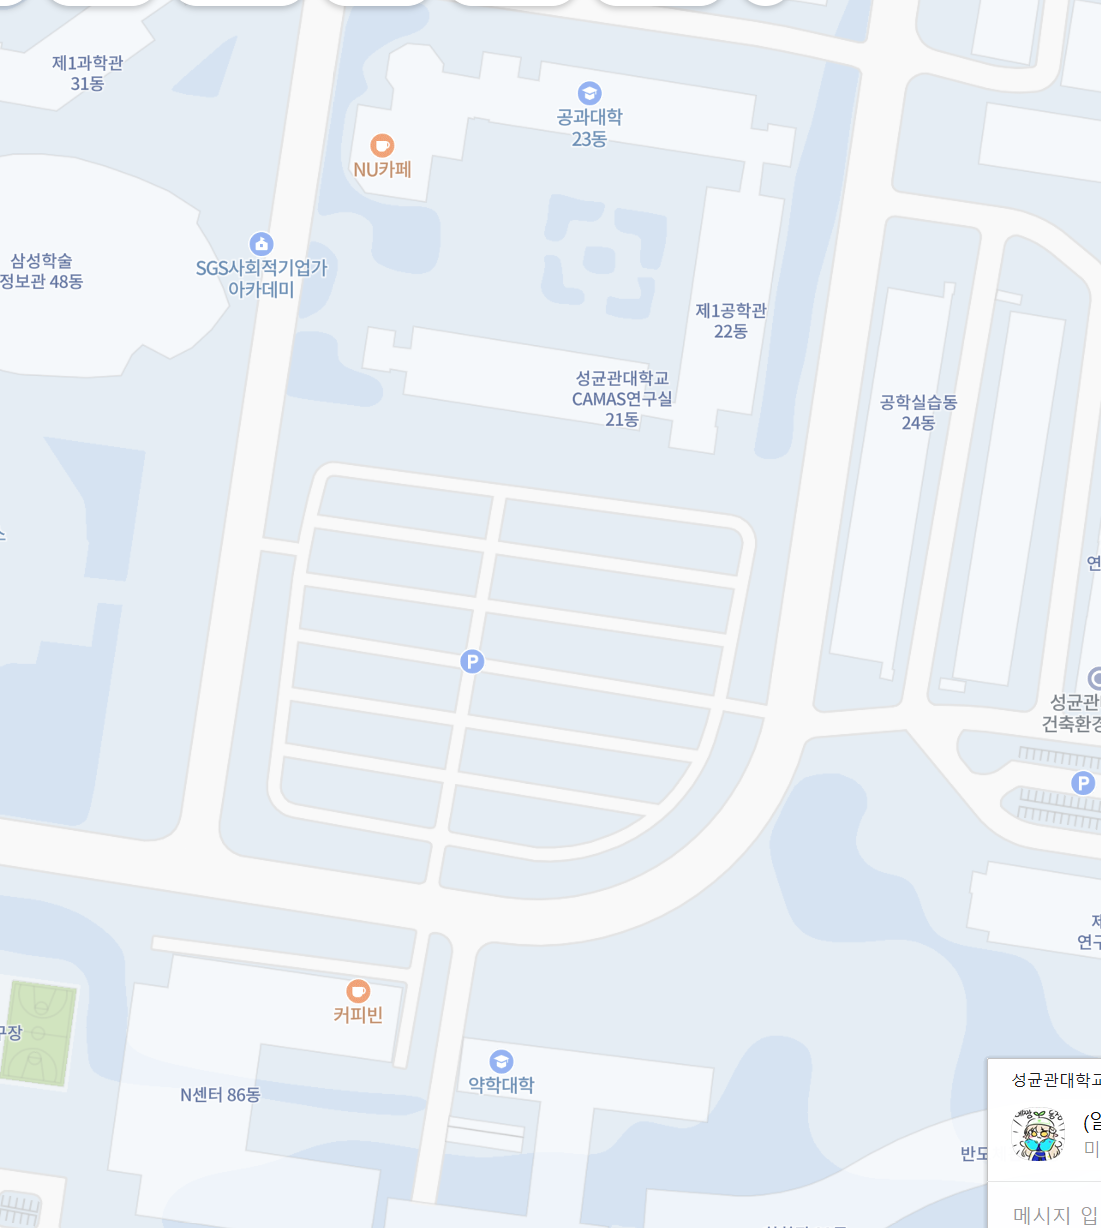 제1과학관
31동
공과대학
23동
NU카페
삼성학술
정보관 48동
SGS사회적기업가
아카데미
제1공학관
22동
성균관대학교
CAMAS연구실
21동
공학실습동
24동
P
성균관
건축환경
P
커피빈
약학대학
N센터 86동
반도
성균관대학교
메시지 입